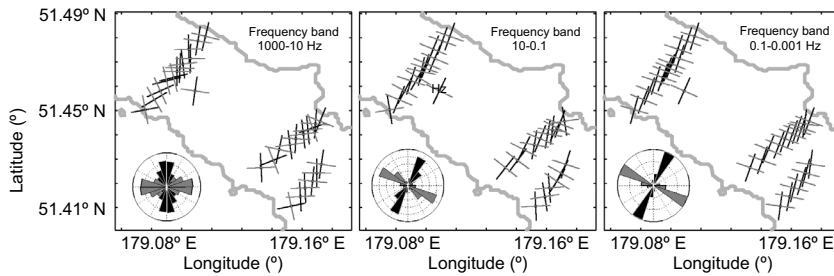 51.49º N
51.45º N
51.41º N
Latitude (º)
Frequency band
1000-10 Hz
179.08º E
179.16º E
Longitude (º)
Frequency band
10-0.1
Hz
179.08º E
179.16º E
Longitude (º)
Frequency band
0.1-0.001 Hz
179.08º E
179.16º E
Longitude (º)